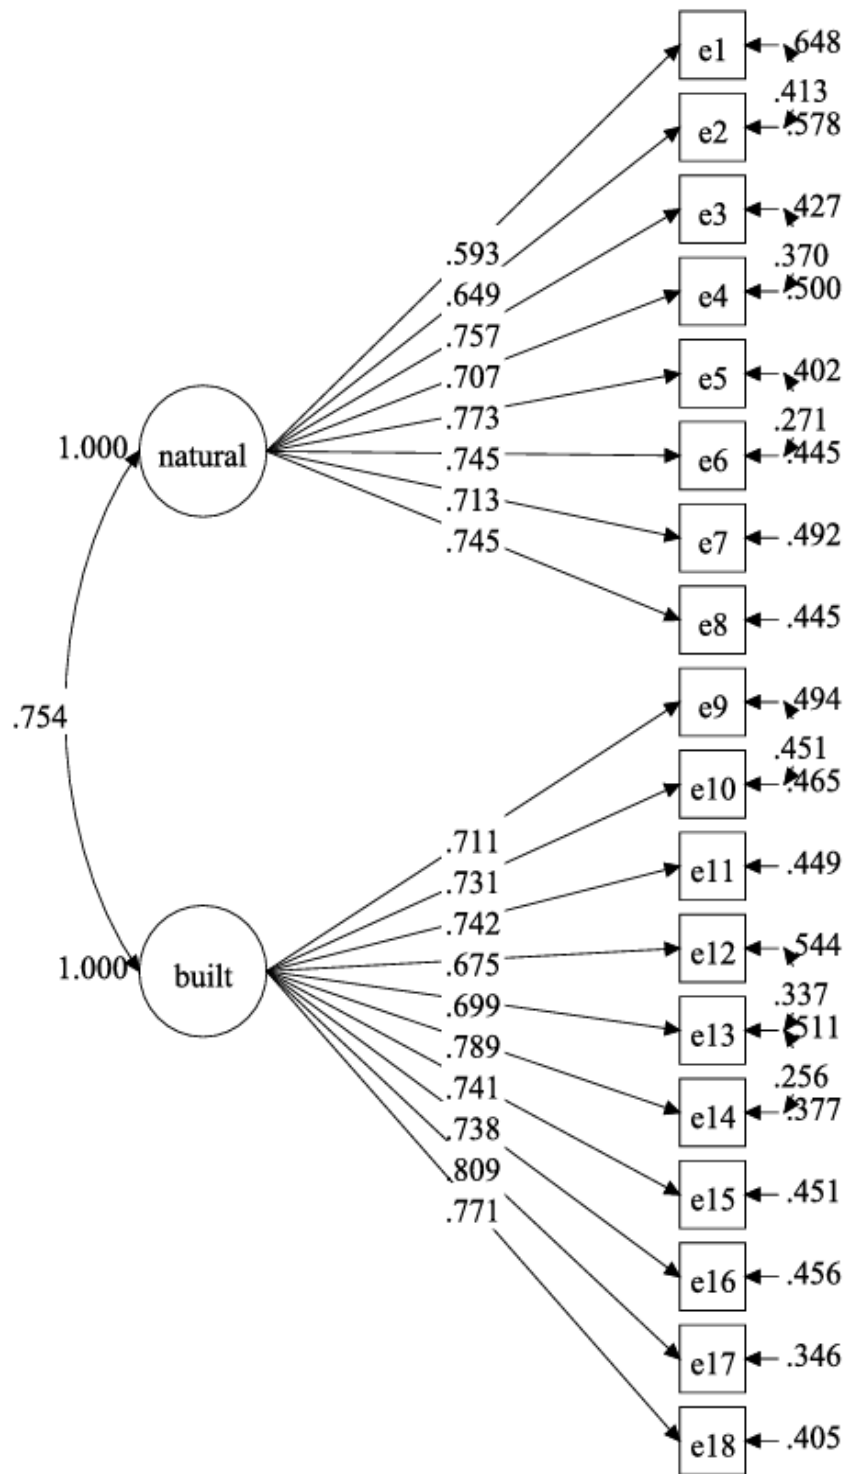 e1 .648
.413
e2 .578
e3 .427
.593
.370
.649
e4 .500
.757
.707
e5 .402
.773
.271
1.000 natural
.745
e6 .445
.713
e7 .492
.745
e8 .445
.754
e9 .494
.451
e10 .465
.711
e11 .449
.731
.742
e12 .544
1.000 built
.675
.337
.699
e13 .511
.789
.256
.741
e14 .377
.738
.809
e15 .451
.771
e16 .456
e17 .346
e18 .405